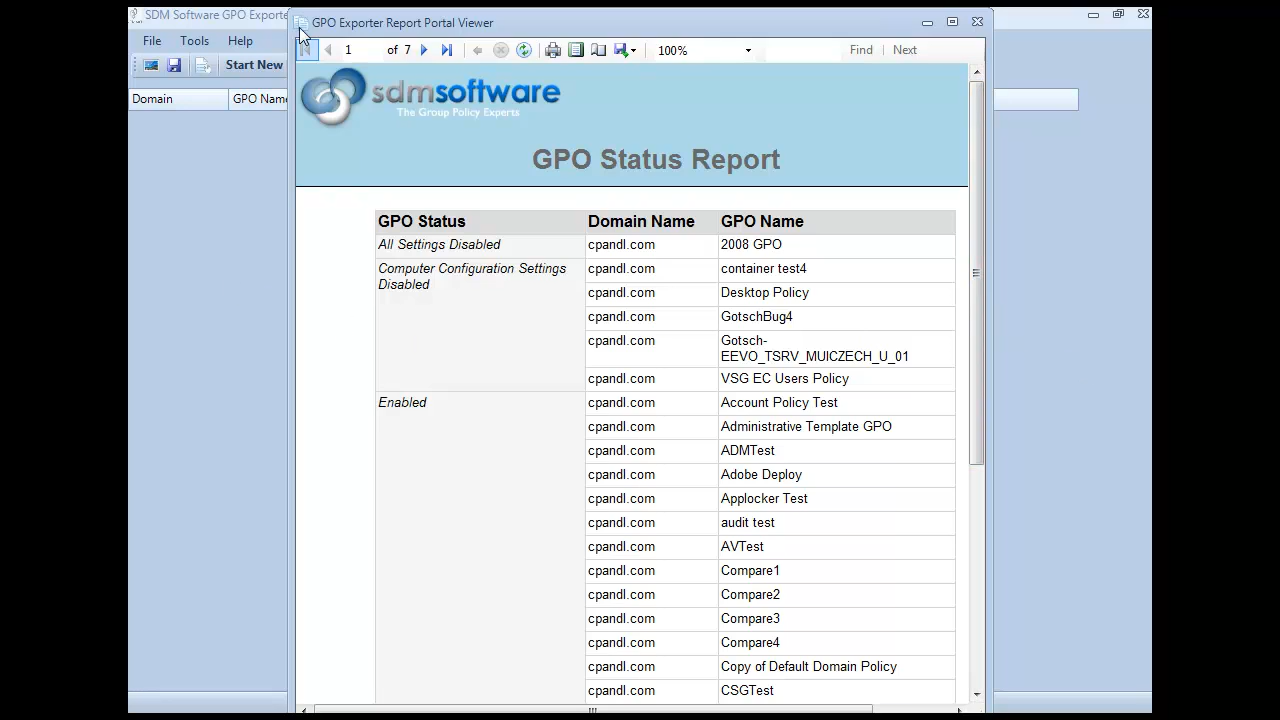 SDM Software GPO Exporte
GPO Exporter Report Portal Viewer
File Tools Help
1 of 7 100% Find Next
Start New
Domain GPO Name
sdmsoftware
The Group Policy Experts
GPO Status Report
GPO Status Domain Name GPO Name
All Settings Disabled cpandl.com 2008 GPO
Computer Configuration Settings cpandl.com container test4
Disabled
cpandl.com Desktop Policy
cpandl.com GotschBug4
cpandl.com Gotsch-
EEVO_TSRV_MUICZECH_U_01
cpandl.com VSG EC Users Policy
Enabled cpandl.com Account Policy Test
cpandl.com Administrative Template GPO
cpandl.com ADMTest
cpandl.com Adobe Deploy
cpandl.com Applocker Test
cpandl.com audit test
cpandl.com AVTest
cpandl.com Compare1
cpandl.com Compare2
cpandl.com Compare3
cpandl.com Compare4
cpandl.com Copy of Default Domain Policy
cpandl.com CSGTest